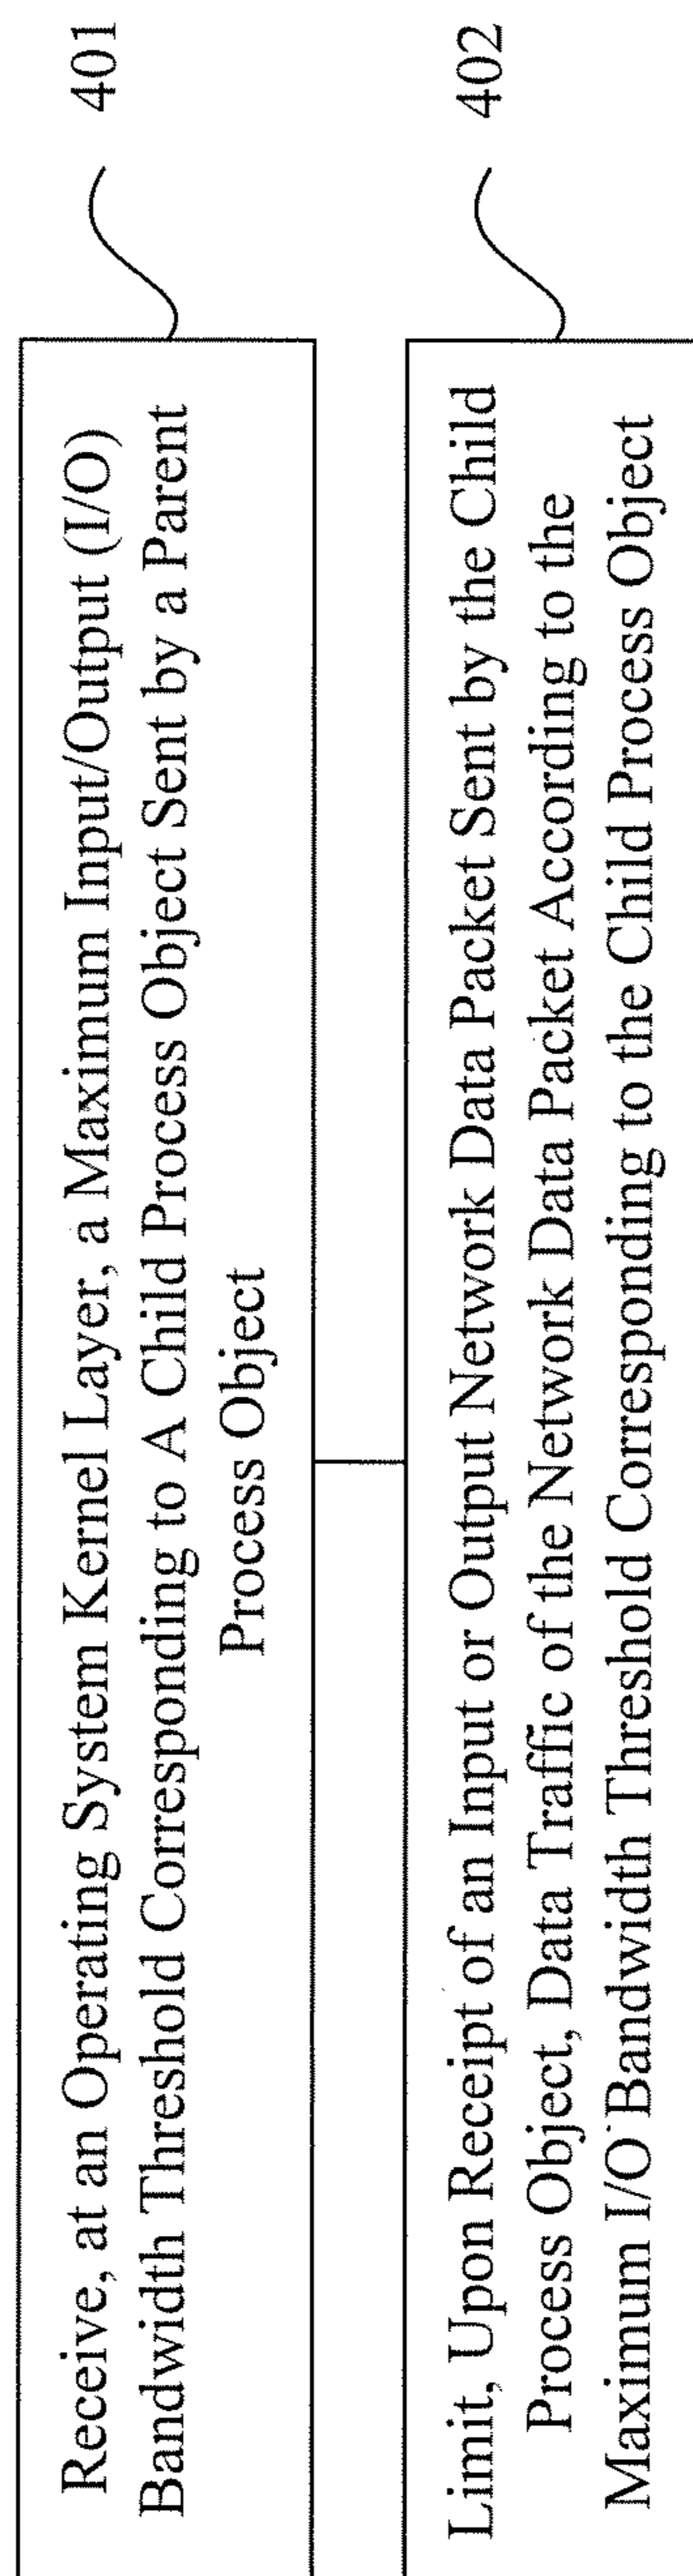 Receive, at an Operating System Kernel Layer, a Maximum Input/Output (I/O)
Bandwidth Threshold Corresponding to A Child Process Object Sent by a Parent
Process Object
401
Limit, Upon Receipt of an Input or Output Network Data Packet Sent by the Child
Process Object, Data Traffic of the Network Data Packet According to the
Maximum I/O Bandwidth Threshold Corresponding to the Child Process Object
402